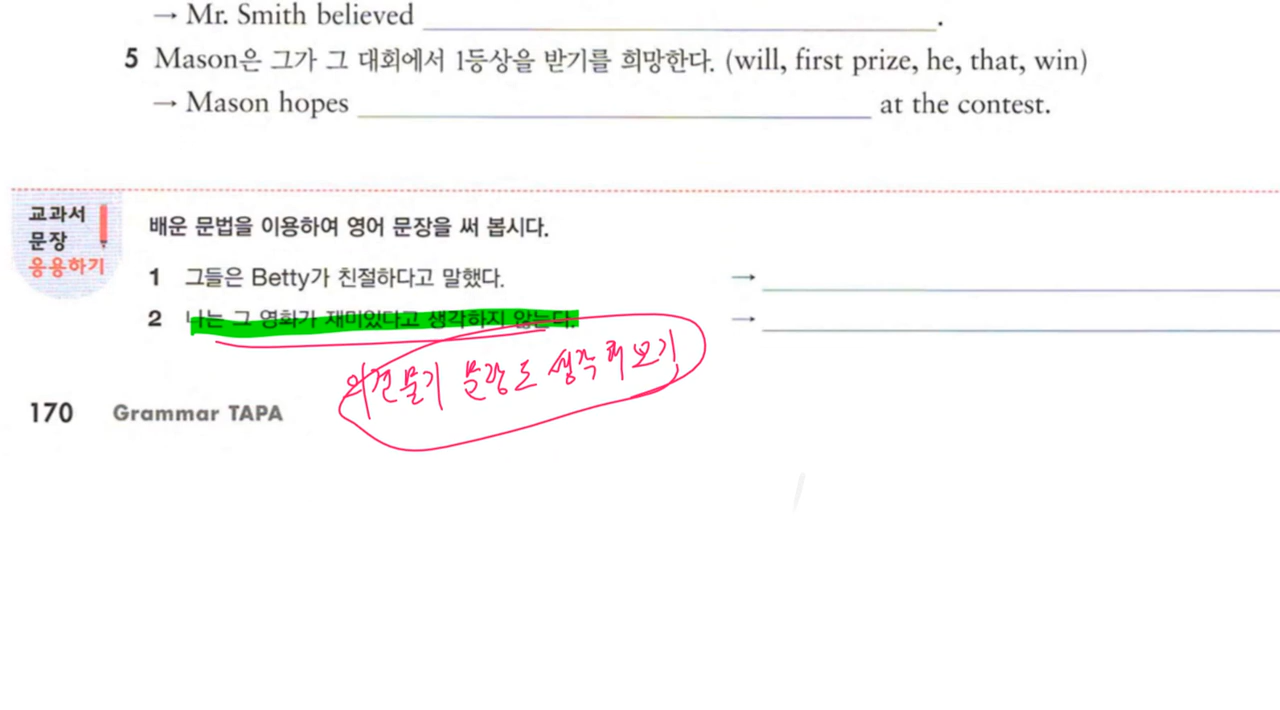 → Mr. Smith believed .
5 Mason은 그가 그 대회에서 1등상을 받기를 희망한다. (will, first prize, he, that, win)
→ Mason hopes at the contest.
교과서
문장
응용하기
배운 문법을 이용하여 영어 문장을 써 봅시다.
1 그들은 Betty가 친절하다고 말했다. →
2 나는 그 영화가 재미있다고 생각하지 않는다. →
의견 묻기 문장도 생각해보기
170 Grammar TAPA